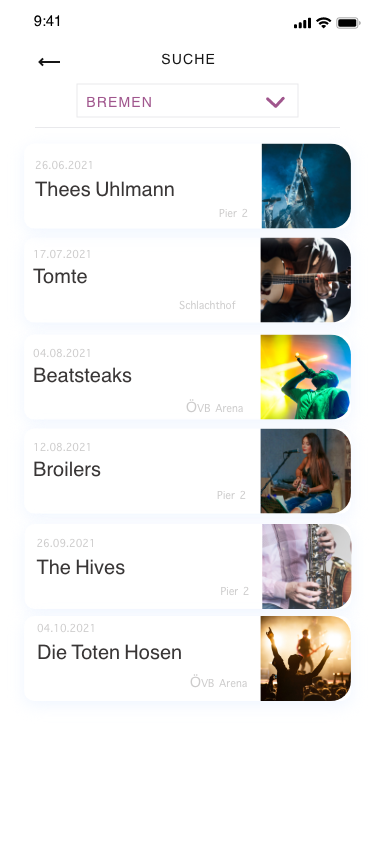 9:41
SUCHE
BREMEN
26.06.2021
Thees Uhlmann
Pier 2
17.07.2021
Tomte
Schlachthof
04.08.2021
Beatsteaks
ÖVB Arena
12.08.2021
Broilers
Pier 2
26.09.2021
The Hives
Pier 2
04.10.2021
Die Toten Hosen
ÖVB Arena